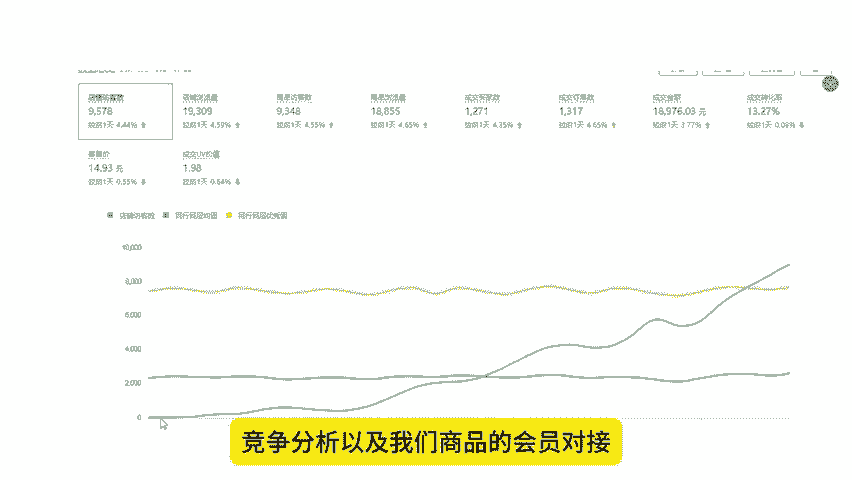 店铺访客数 店铺浏览量 商品访客数 商品浏览量 成交客户数 成交订单数 成交金额 成交转化率
9,578 19,309 9,348 18,855 1,271 1,317 18,976.03 元 13.27%
较前1天 4.44% 较前1天 4.59% 较前1天 4.55% 较前1天 4.65% 较前1天 4.35% 较前1天 4.65% 较前1天 3.77% 较前1天 0.08%
客单价 成交UV价值
14.93 元 1.98
较前1天 0.55% 较前1天 0.64%
店铺访客数 同行同层均值 同行同层优秀值
10,000
8,000
6,000
4,000
2,000
0
竞争分析以及我们商品的会员对接